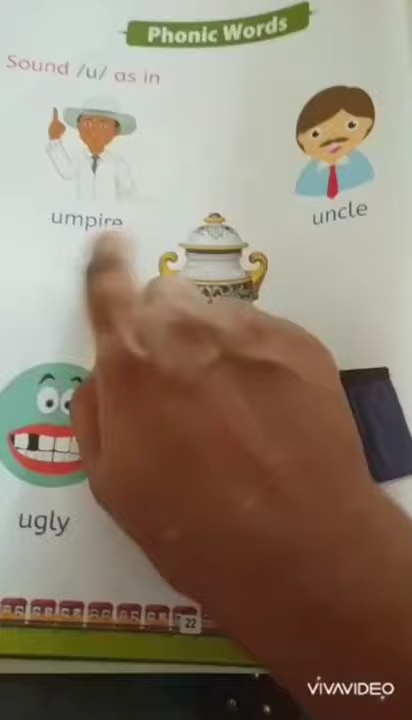 Phonic Words
Sound /u/ as in
umpire
uncle
ugly
22
VIVAVIDEO